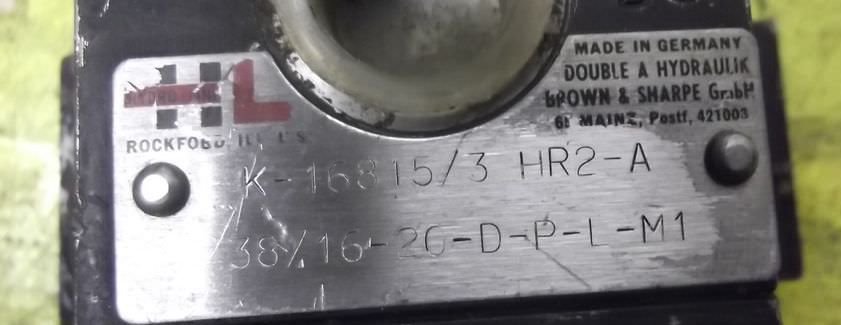 HL
ROCKFORD, ILL. U S
MADE IN GERMANY
DOUBLE A HYDRAULIK
BROWN & SHARPE GmbH
65 MAINZ, Postf, 421003
K-16815/3 HR2-A
38/16-20-D-P-L-M1